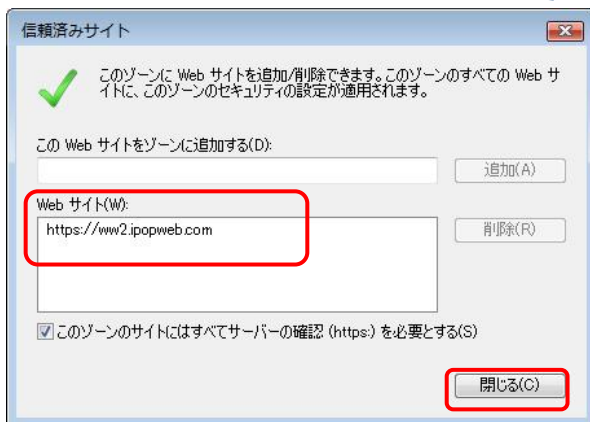 信頼済みサイト
このゾーンに Web サイトを追加/削除できます。このゾーンのすべての Web サ
イトに、このゾーンのセキュリティの設定が適用されます。
この Web サイトをゾーンに追加する(D):
追加(A)
Web サイト(W):
https://ww2.ipopweb.com
削除(R)
このゾーンのサイトにはすべてサーバーの確認 (https:) を必要とする(S)
閉じる(C)